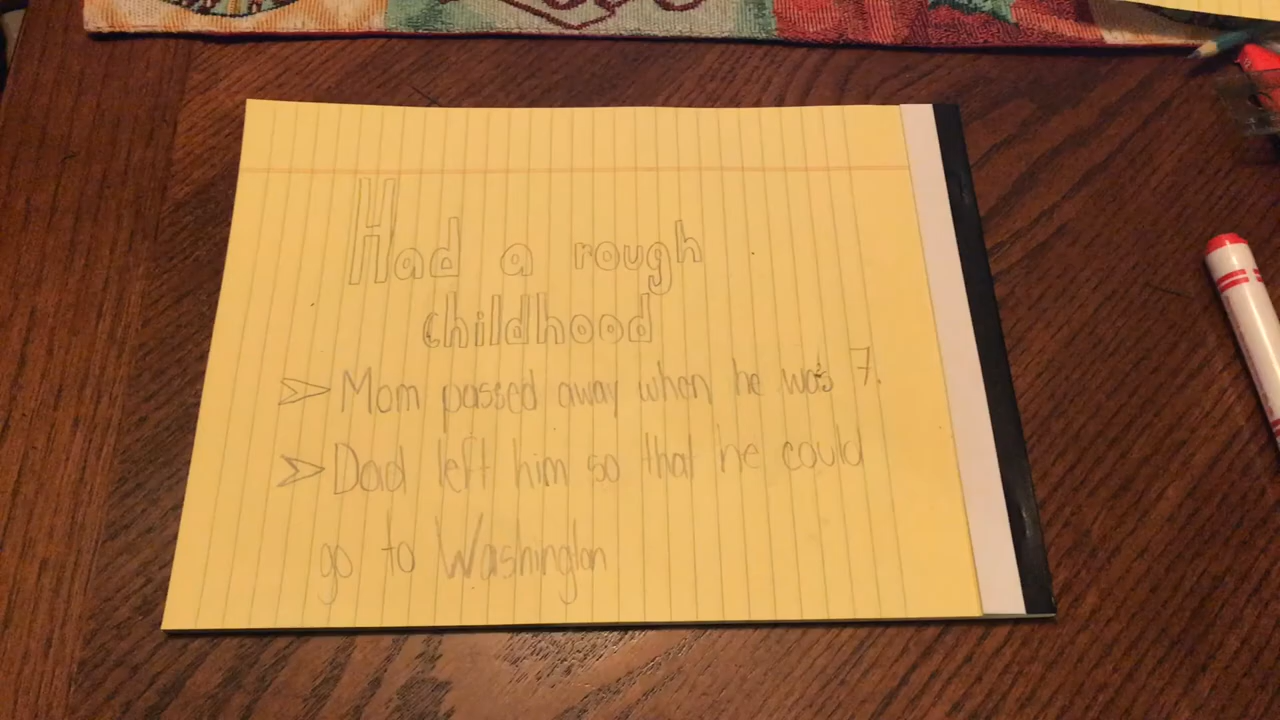 Had a rough
childhood
➢ Mom passed away when he was 7.
➢ Dad left him so that he could
go to Washington